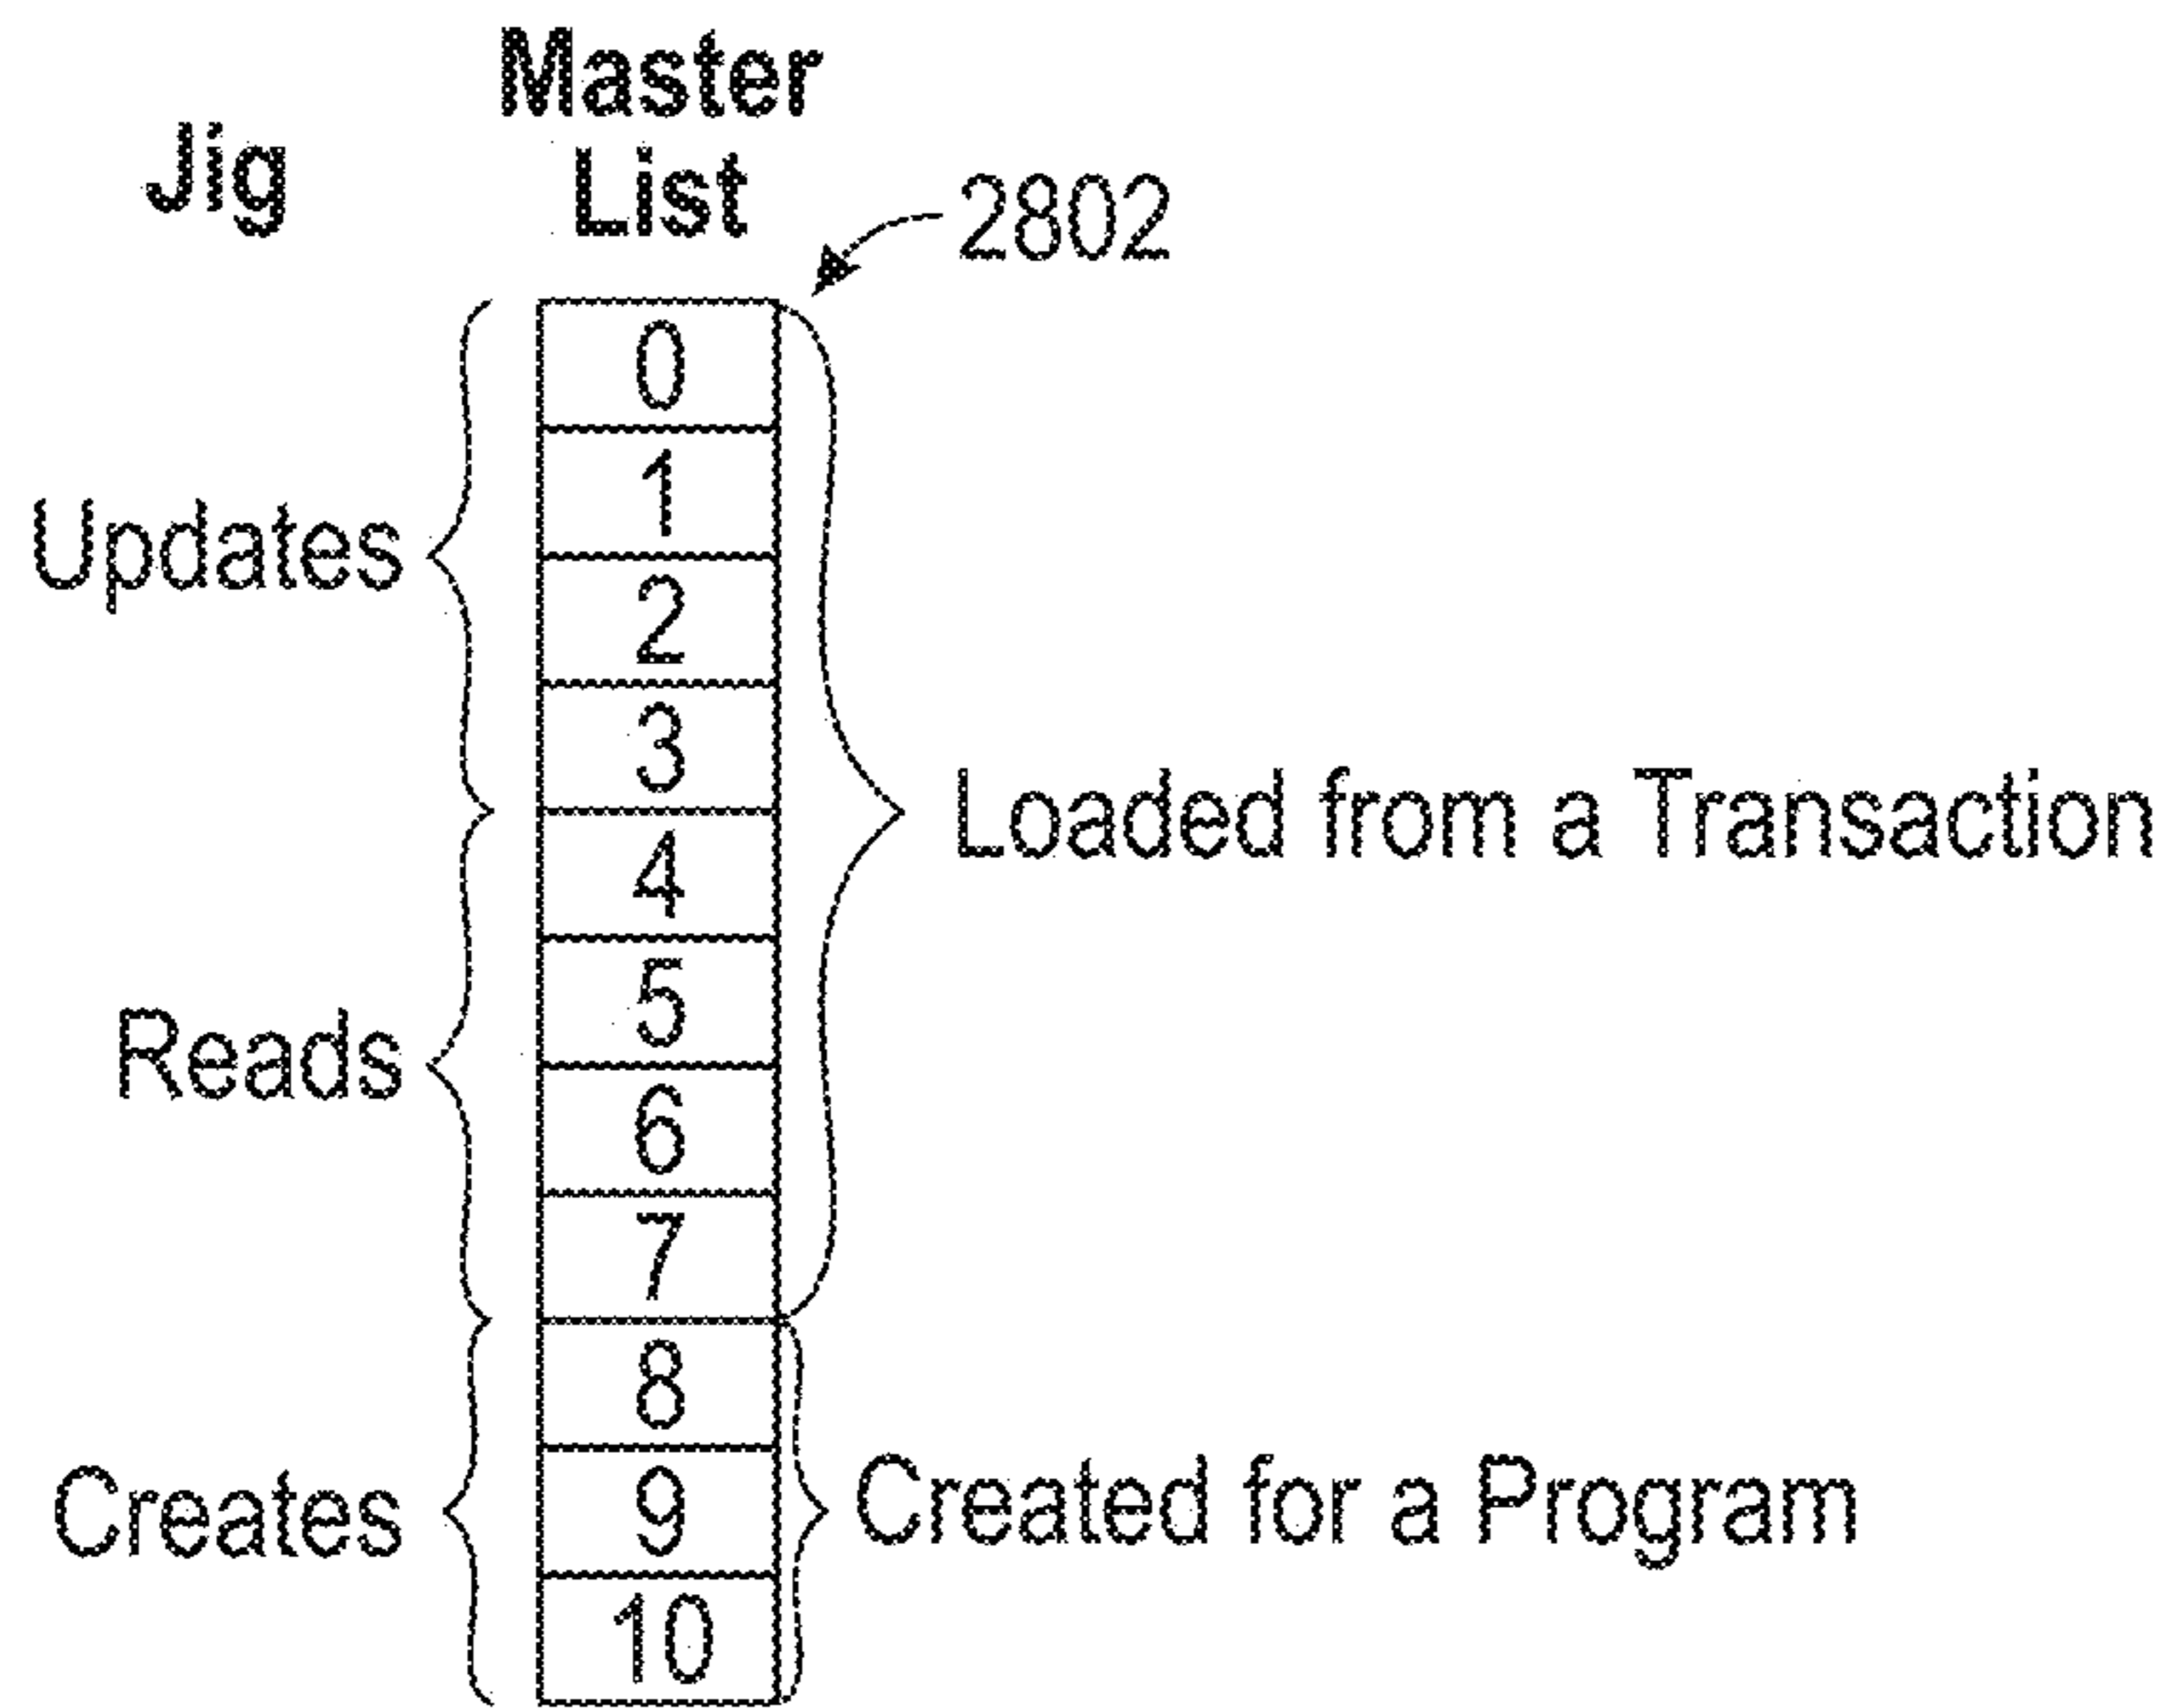 Jig
Master
List
2802
0
1
2
Updates
3
Loaded from a Transaction
4
5
Reads
6
7
8
Creates
9
Created for a Program
10